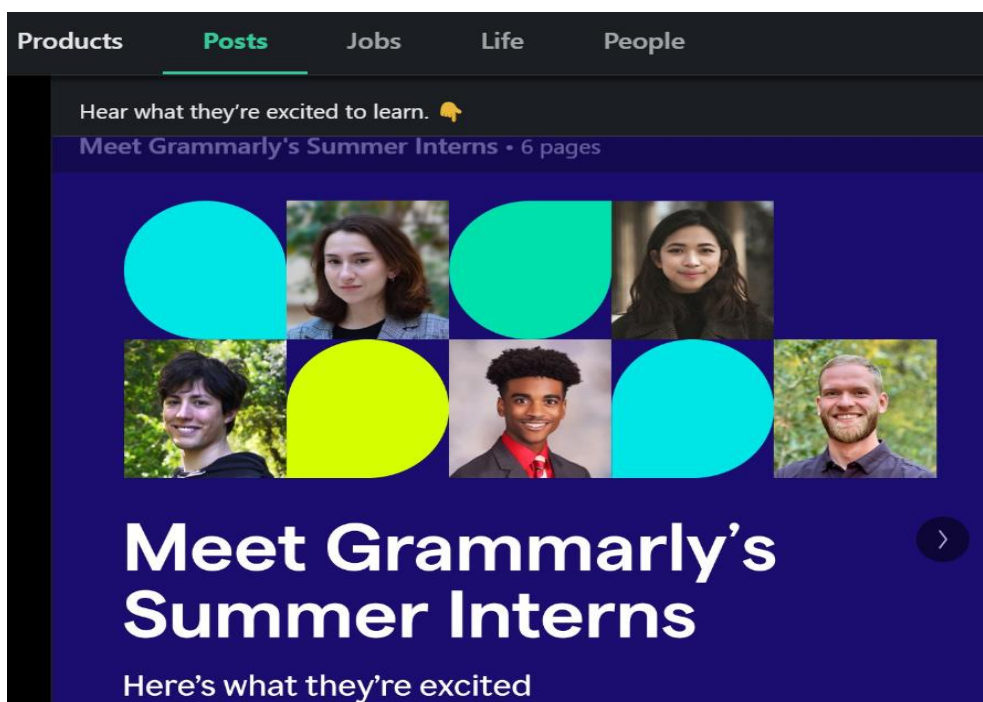 Products Posts Jobs Life People
Hear what they're excited to learn. 👇
Meet Grammarly's Summer Interns • 6 pages
Meet Grammarly's
Summer Interns
Here's what they're excited